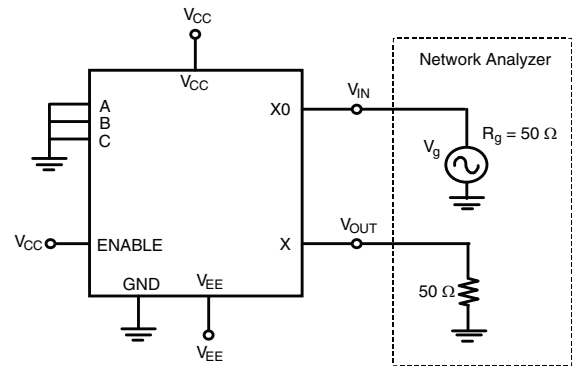 VCC
VCC
Network Analyzer
A
B
C
X0
VIN
Vg
Rg = 50 Ω
VCC
ENABLE
X
VOUT
GND
VEE
50 Ω
VEE